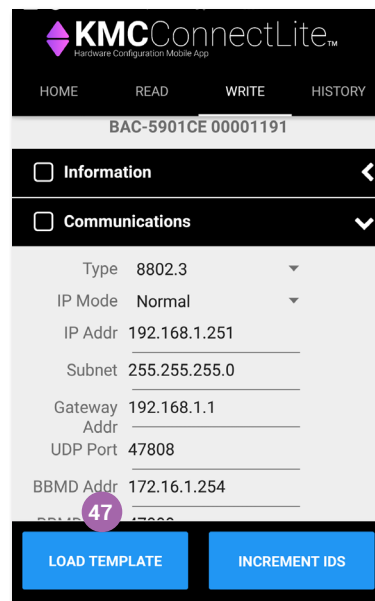 KMCConnectLite™
Hardware Configuration Mobile App
HOME READ WRITE HISTORY
BAC-5901CE 00001191
Information
Communications
Type 8802.3
IP Mode Normal
IP Addr 192.168.1.251
Subnet 255.255.255.0
Gateway Addr 192.168.1.1
UDP Port 47808
BBMD Addr 172.16.1.254
47
LOAD TEMPLATE INCREMENT IDS